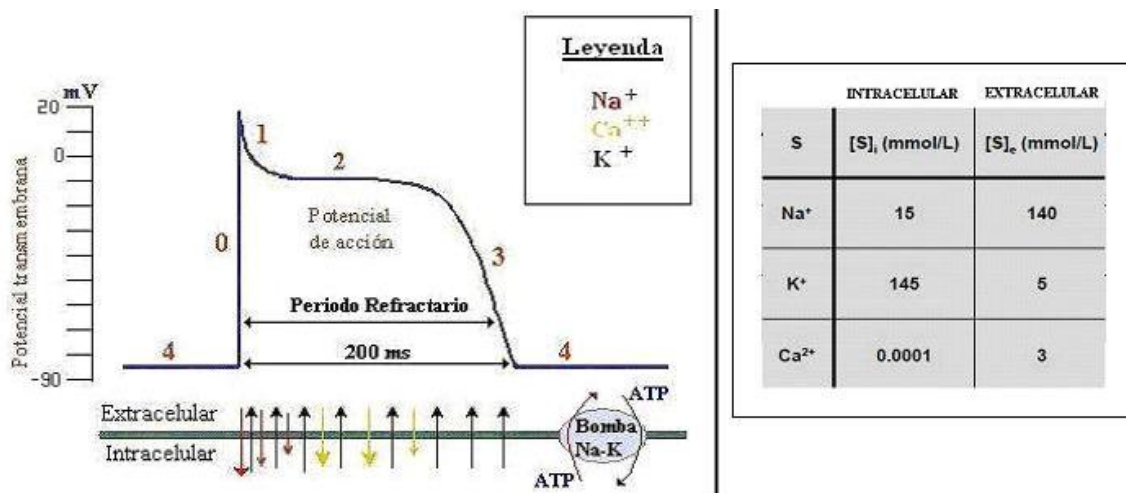 mV
20
0
-90
Potencial transmembrana
0
1
2
3
4
4
Potencial
de acción
Periodo Refractario
200 ms
Leyenda
Na+
Ca++
K+
Extracelular
Intracelular
ATP
Bomba
Na-K
ATP
INTRACELULAR EXTRACELULAR
S [S]i (mmol/L) [S]e (mmol/L)
Na+ 15 140
K+ 145 5
Ca2+ 0.0001 3